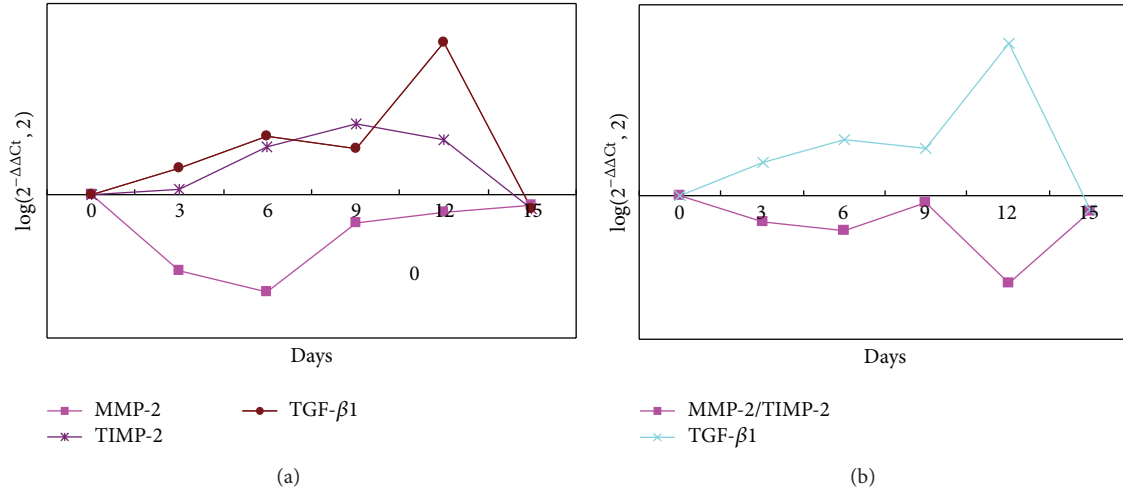 log(2^{−ΔΔCt}, 2)
0 3 6 9 12 15
0
Days
MMP-2
TIMP-2
TGF-β1
(a)
log(2^{−ΔΔCt}, 2)
0 3 6 9 12 15
Days
MMP-2/TIMP-2
TGF-β1
(b)